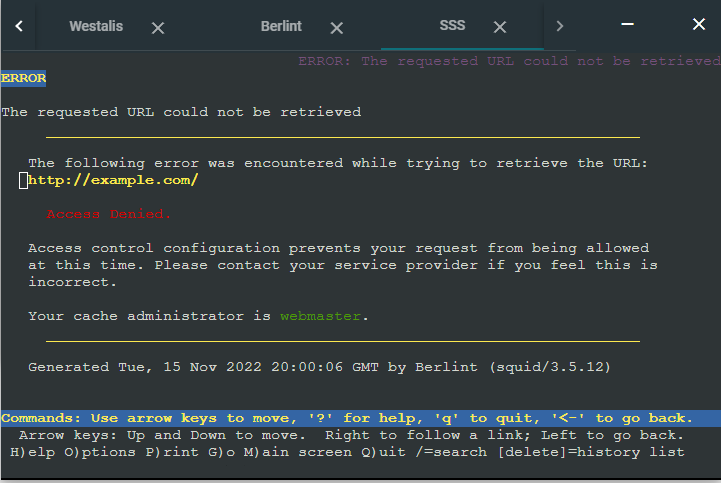 Westalis Berlint SSS
ERROR: The requested URL could not be retrieved
ERROR
The requested URL could not be retrieved
The following error was encountered while trying to retrieve the URL:
http://example.com/
Access Denied.
Access control configuration prevents your request from being allowed
at this time. Please contact your service provider if you feel this is
incorrect.
Your cache administrator is webmaster.
Generated Tue, 15 Nov 2022 20:00:06 GMT by Berlint (squid/3.5.12)
Commands: Use arrow keys to move, '?' for help, 'q' to quit, '<-' to go back.
Arrow keys: Up and Down to move. Right to follow a link; Left to go back.
H)elp O)ptions P)rint G)o M)ain screen Q)uit /=search [delete]=history list